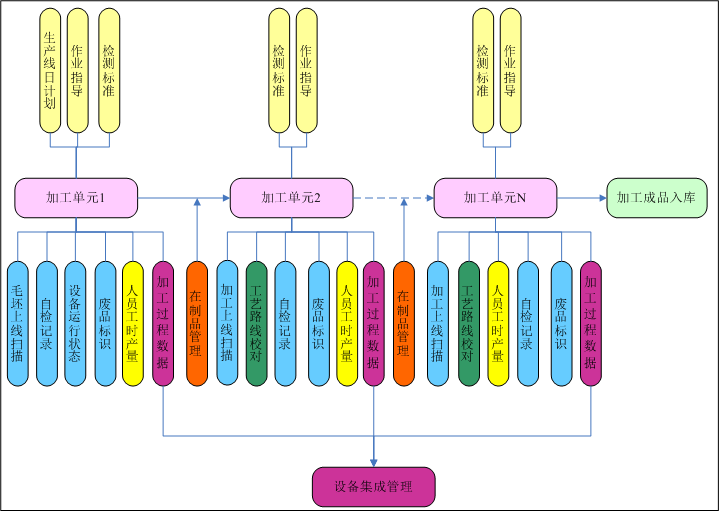 生产线日计划
作业指导
检测标准
检测标准
作业指导
检测标准
作业指导
加工单元1
加工单元2
加工单元N
加工成品入库
毛坯上线扫描
自检记录
设备运行状态
废品标识
人员工时产量
加工过程数据
在制品管理
加工上线扫描
工艺路线校对
自检记录
废品标识
人员工时产量
加工过程数据
在制品管理
加工上线扫描
工艺路线校对
人员工时产量
自检记录
废品标识
加工过程数据
设备集成管理